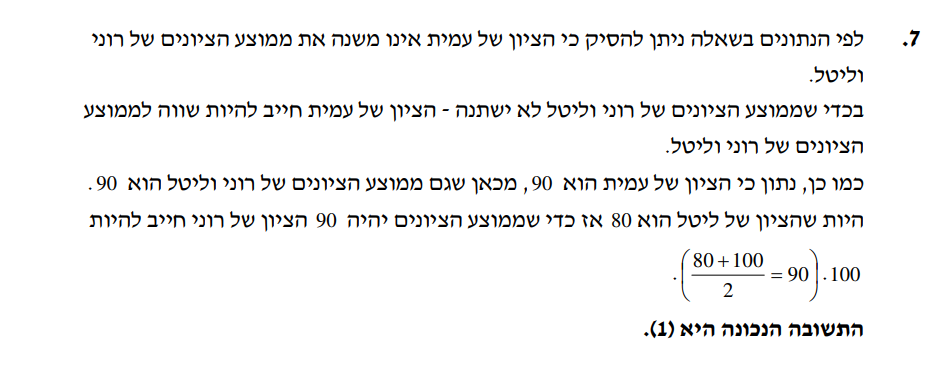 7. לפי הנתונים בשאלה ניתן להסיק כי הציון של עמית אינו משנה את ממוצע הציונים של רוני
וליטל.
בכדי שממוצע הציונים של רוני וליטל לא ישתנה - הציון של עמית חייב להיות שווה לממוצע
הציונים של רוני וליטל.
כמו כן, נתון כי הציון של עמית הוא 90, מכאן שגם ממוצע הציונים של רוני וליטל הוא 90.
היות שהציון של ליטל הוא 80 אז כדי שממוצע הציונים יהיה 90 הציון של רוני חייב להיות
100. (\frac{80+100}{2} = 90).
התשובה הנכונה היא (1).